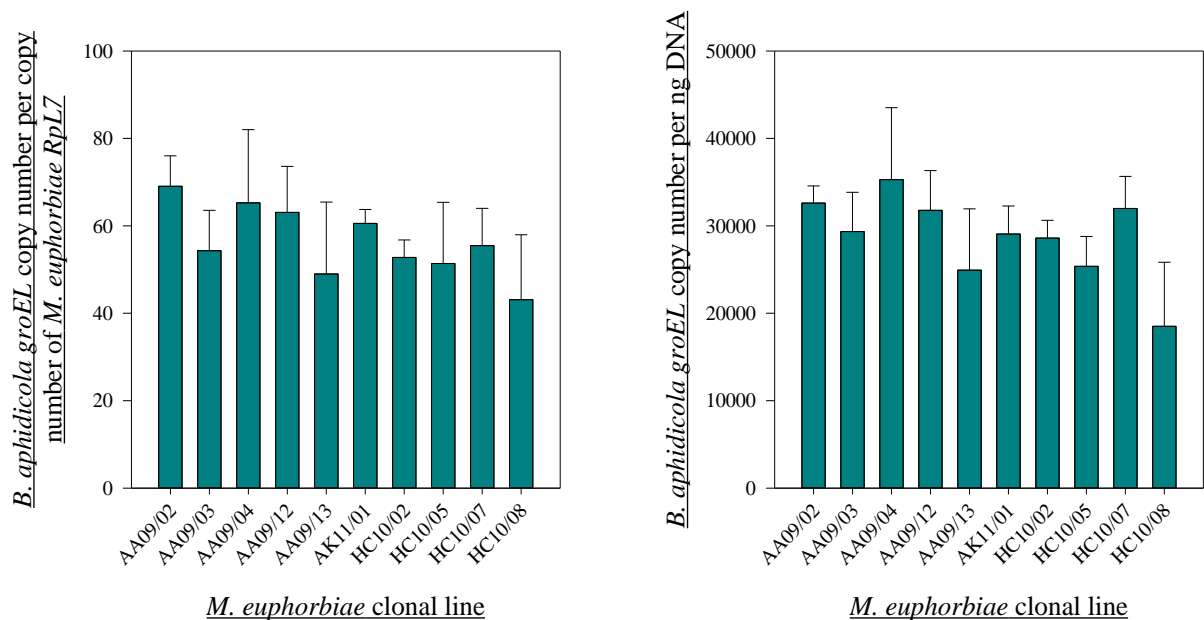 B. aphidicola groEL copy number per copy
number of M. euphorbiae RpL7
100
80
60
40
20
0
AA09/02
AA09/03
AA09/04
AA09/12
AA09/13
AK11/01
HC10/02
HC10/05
HC10/07
HC10/08
M. euphorbiae clonal line
B. aphidicola groEL copy number per ng DNA
50000
40000
30000
20000
10000
0
AA09/02
AA09/03
AA09/04
AA09/12
AA09/13
AK11/01
HC10/02
HC10/05
HC10/07
HC10/08
M. euphorbiae clonal line